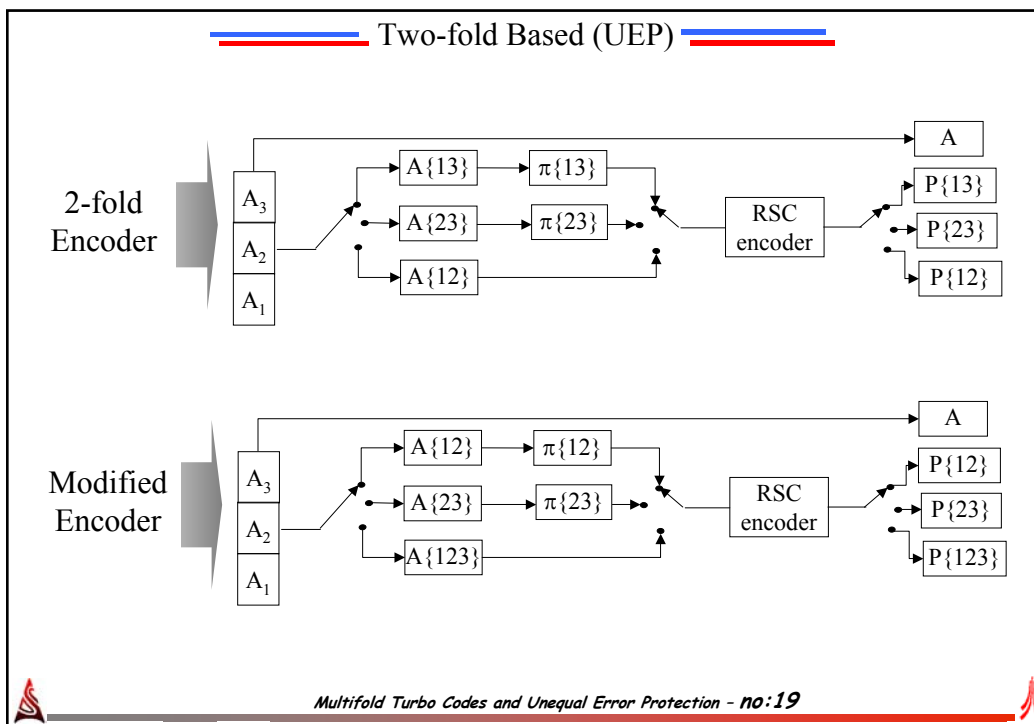 Two-fold Based (UEP)
2-fold
Encoder
A₃
A₂
A₁
A{13}
π{13}
A{23}
π{23}
A{12}
RSC
encoder
A
P{13}
P{23}
P{12}
Modified
Encoder
A₃
A₂
A₁
A{12}
π{12}
A{23}
π{23}
A{123}
RSC
encoder
A
P{12}
P{23}
P{123}
Multifold Turbo Codes and Unequal Error Protection – no:19